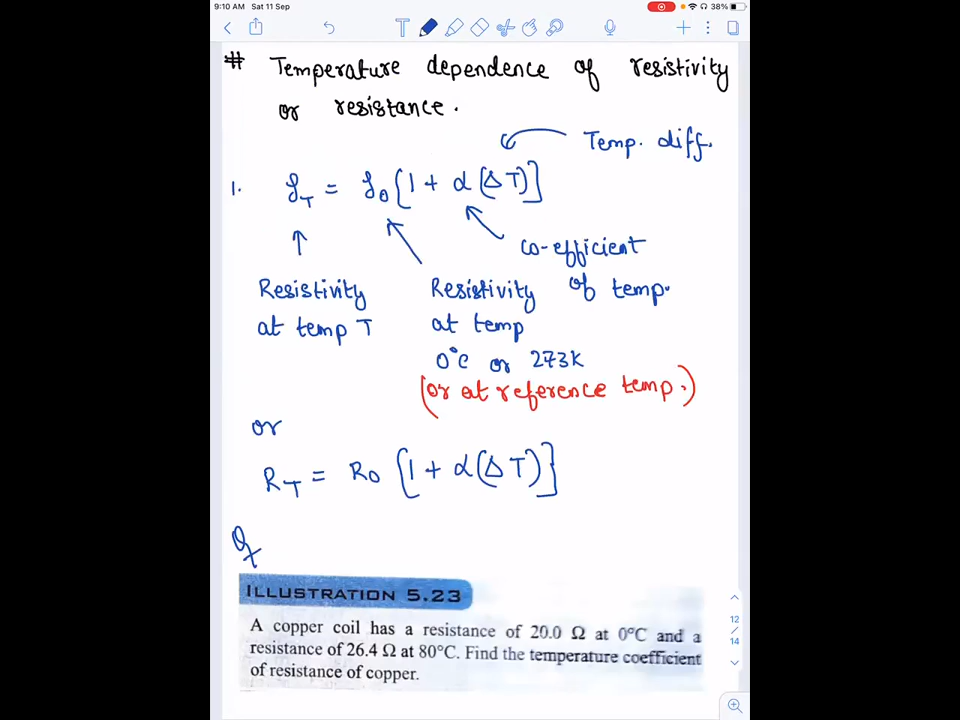 9:10 AM Sat 11 Sep
38%
# Temperature dependence of resistivity
or resistance.
Temp. diff.
1. ρT = ρ0 [1 + α (ΔT)]
Co-efficient
of temp.
Resistivity
at temp T
Resistivity
at temp
0°C or 273K
(or at reference temp.)
or
RT = R0 [1 + α(ΔT)]
Q
ILLUSTRATION 5.23
A copper coil has a resistance of 20.0 Ω at 0°C and a
resistance of 26.4 Ω at 80°C. Find the temperature coefficient
of resistance of copper.
12
/
14